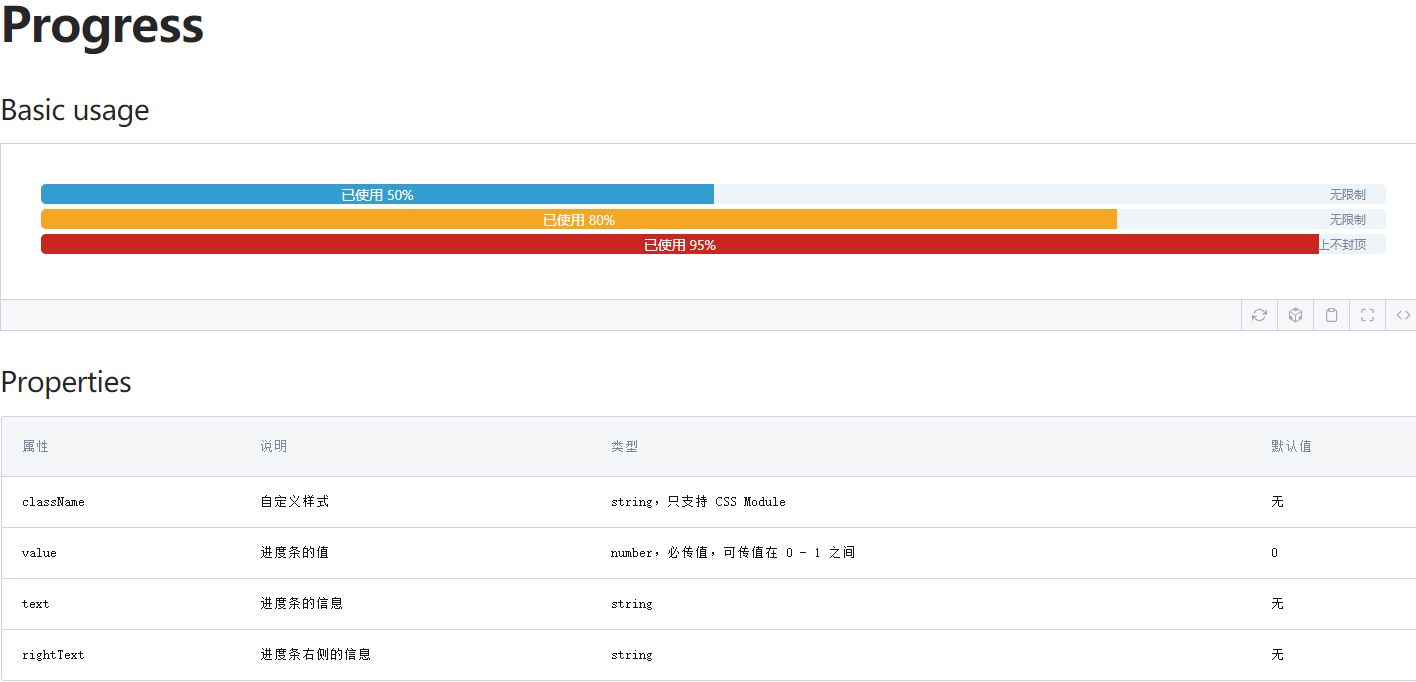 Progress
Basic usage
已使用 50% 无限制
已使用 80% 无限制
已使用 95% 上不封顶
Properties
属性 说明 类型 默认值
className 自定义样式 string，只支持 CSS Module 无
value 进度条的值 number，必传值，可传值在 0 - 1 之间 0
text 进度条的信息 string 无
rightText 进度条右侧的信息 string 无